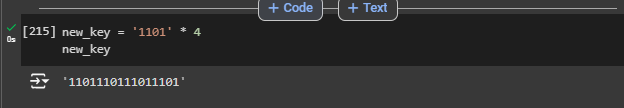 + Code + Text
[215] new_key = '1101' * 4
new_key
0s
'1101110111011101'